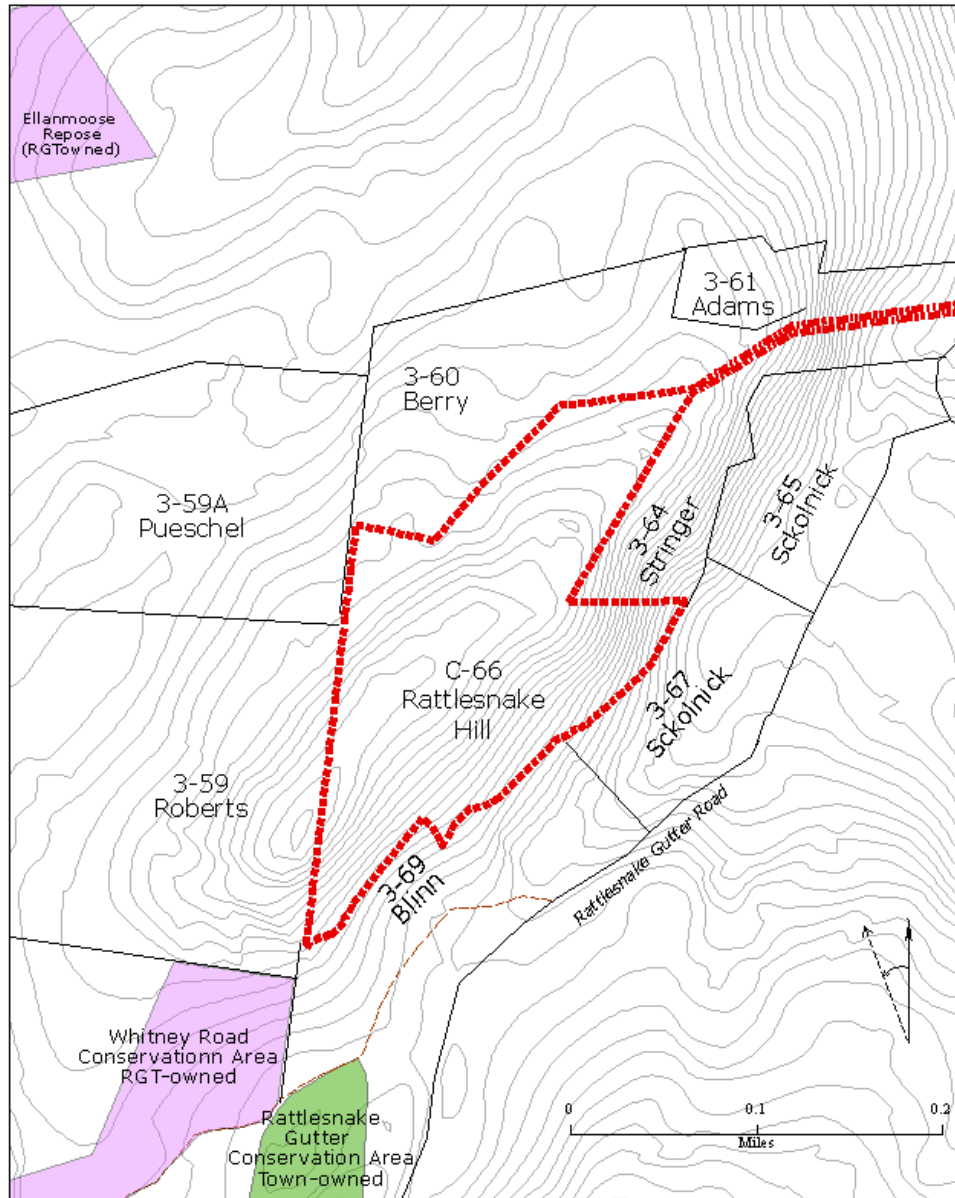 Ellanmoose
Repose
(RGTowned)
3-61
Adams
3-60
Berry
3-59A
Pueschel
3-64
Stringer
3-65
Sckolnick
C-66
Rattlesnake
Hill
3-67
Sckolnick
3-59
Roberts
3-69
Blinn
Rattlesnake Gutter Road
Whitney Road
Conservationn Area
RGT-owned
Rattlesnake
Gutter
Conservation Area
Town-owned
0 0.1 0.2
Miles